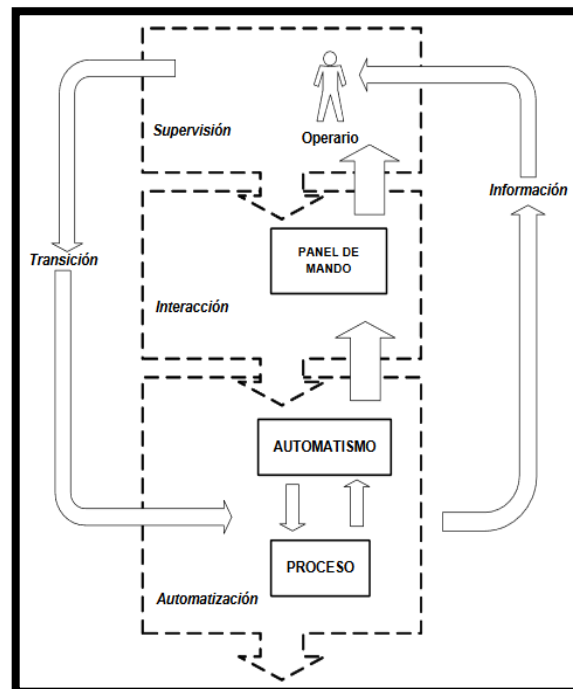 Supervisión
Operario
Información
Transición
PANEL DE
MANDO
Interacción
AUTOMATISMO
PROCESO
Automatización